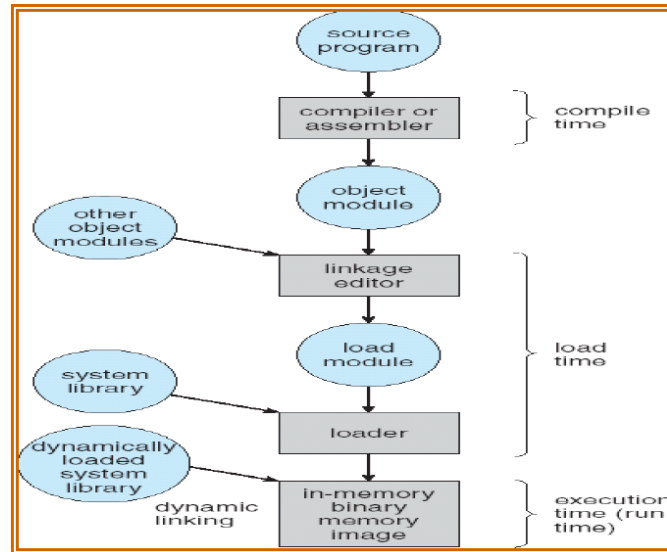 source
program
compiler or
assembler
compile
time
object
module
other
object
modules
linkage
editor
load
module
load
time
system
library
loader
dynamically
loaded
system
library
dynamic
linking
in-memory
binary
memory
image
execution
time (run
time)